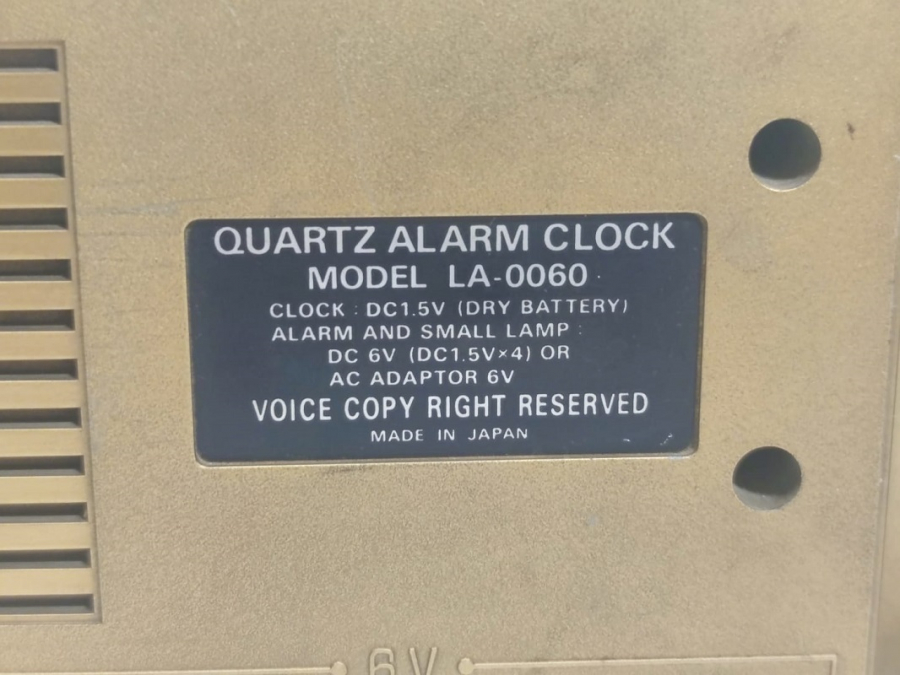 QUARTZ ALARM CLOCK
MODEL LA-0060
CLOCK : DC1.5V (DRY BATTERY)
ALARM AND SMALL LAMP :
DC 6V (DC1.5V×4) OR
AC ADAPTOR 6V
VOICE COPY RIGHT RESERVED
MADE IN JAPAN
6V